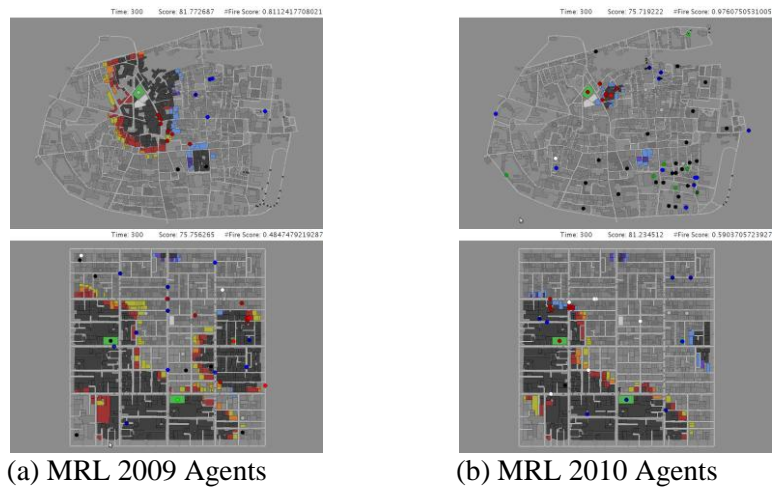 Time: 300 Score: 81.772687 #Fire Score: 0.8112417708021
Time: 300 Score: 75.719222 #Fire Score: 0.9760750531005
Time: 300 Score: 75.756265 #Fire Score: 0.4847479219287
Time: 300 Score: 81.234512 #Fire Score: 0.5903705723927
(a) MRL 2009 Agents
(b) MRL 2010 Agents